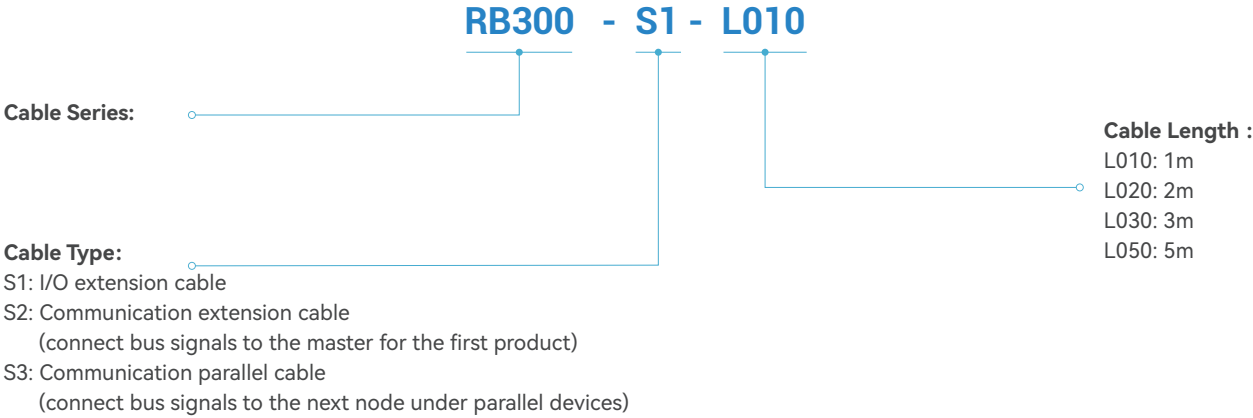 RB300 - S1 - L010
Cable Series:
Cable Length :
L010: 1m
L020: 2m
L030: 3m
L050: 5m
Cable Type:
S1: I/O extension cable
S2: Communication extension cable
(connect bus signals to the master for the first product)
S3: Communication parallel cable
(connect bus signals to the next node under parallel devices)